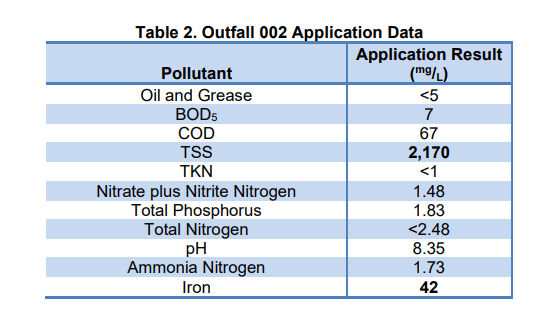 Table 2. Outfall 002 Application Data
Pollutant Application Result (mg/L)
Oil and Grease <5
BOD5 7
COD 67
TSS 2,170
TKN <1
Nitrate plus Nitrite Nitrogen 1.48
Total Phosphorus 1.83
Total Nitrogen <2.48
pH 8.35
Ammonia Nitrogen 1.73
Iron 42